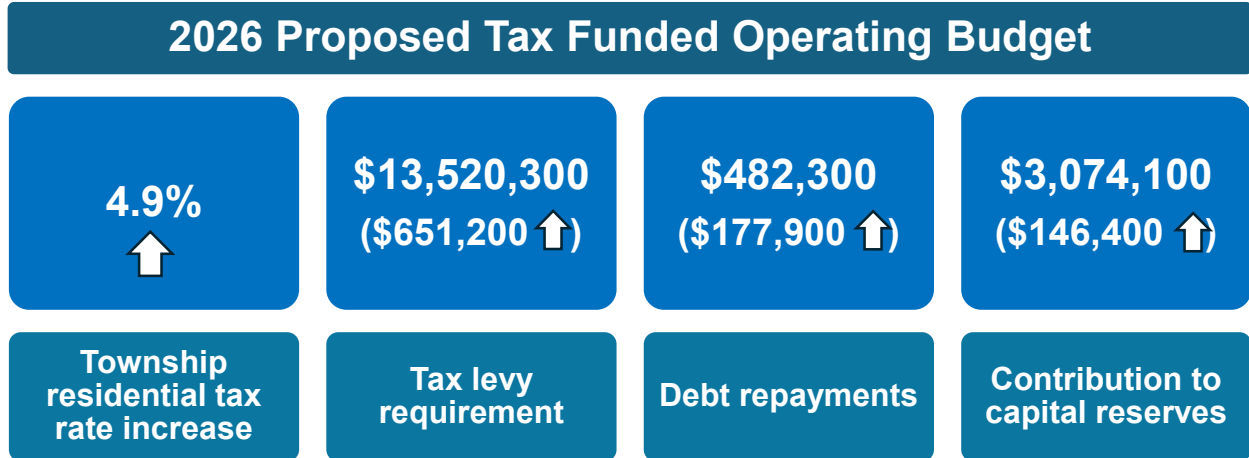 2026 Proposed Tax Funded Operating Budget
4.9%
$13,520,300
($651,200 )
$482,300
($177,900 )
$3,074,100
($146,400 )
Township
residential tax
rate increase
Tax levy
requirement
Debt repayments
Contribution to
capital reserves